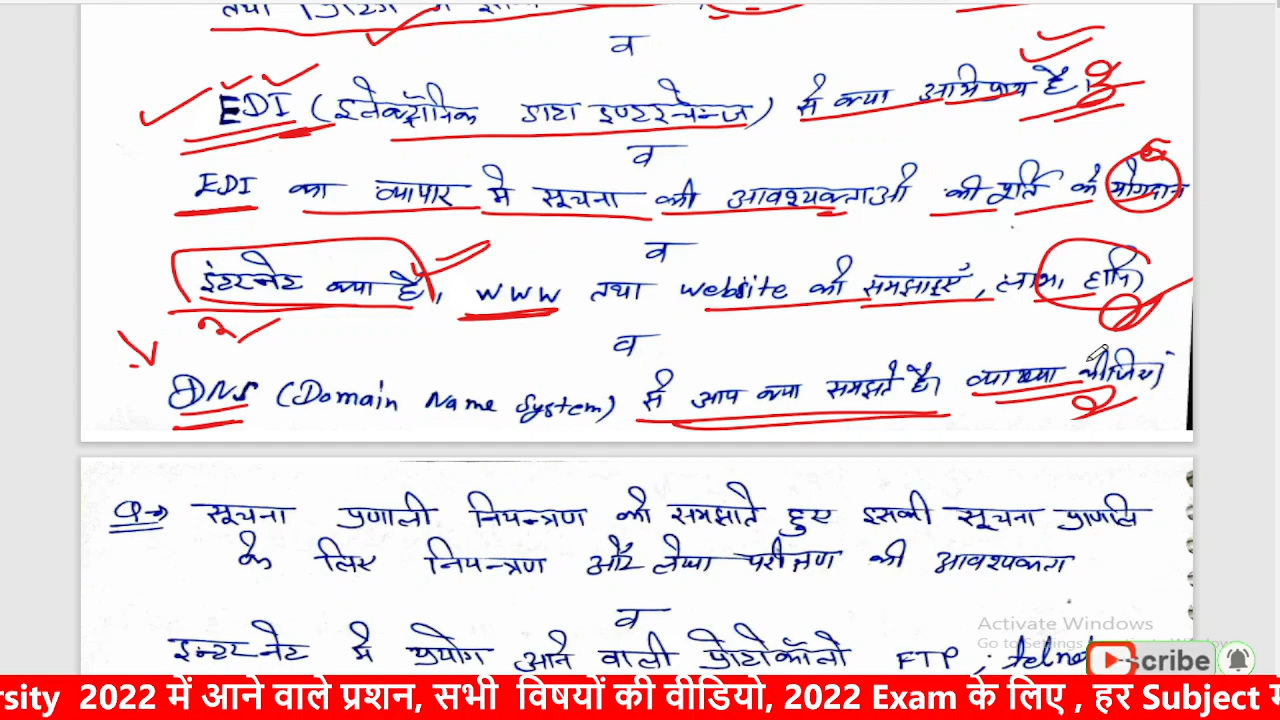 तथा
व
EDI (इलेक्ट्रॉनिक डाटा इण्टरचेन्ज) से क्या अभिप्राय है।
व
EDI का व्यापार मे सूचना की आवश्यकताओ की पूर्ति के योगदान
व
इंटरनेट क्या है, WWW तथा website को समझाइए, लाभ, हानि)
व
DNS (Domain Name System) से आप क्या समझते है। व्याख्या कीजिए।
Q→ सूचना प्रणाली नियन्त्रण को समझाते हुए इसकी सूचना प्रणालि
के लिए नियन्त्रण और लेखा परीक्षण की आवश्यकता
व
इन्टरनेट मे प्रयोग आने वाली प्रोटोकॉलो FTP ; telnet
Activate Windows
Go to Settings to activate Windows.
scribe
rsity 2022 में आने वाले प्रशन, सभी विषयों की वीडियो, 2022 Exam के लिए , हर Subject में